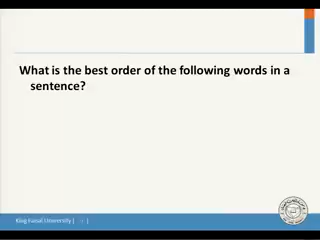 What is the best order of the following words in a
sentence?
King Faisal University |